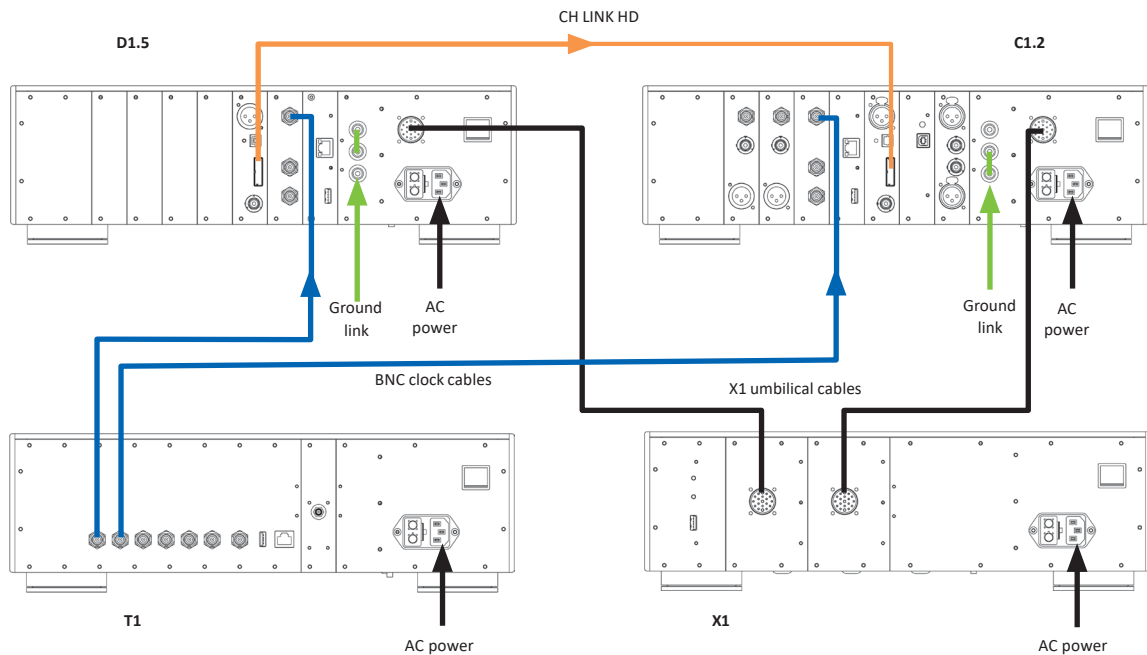 CH LINK HD
D1.5
C1.2
Ground
link
AC
power
Ground
link
AC
power
BNC clock cables
X1 umbilical cables
T1
X1
AC power
AC power